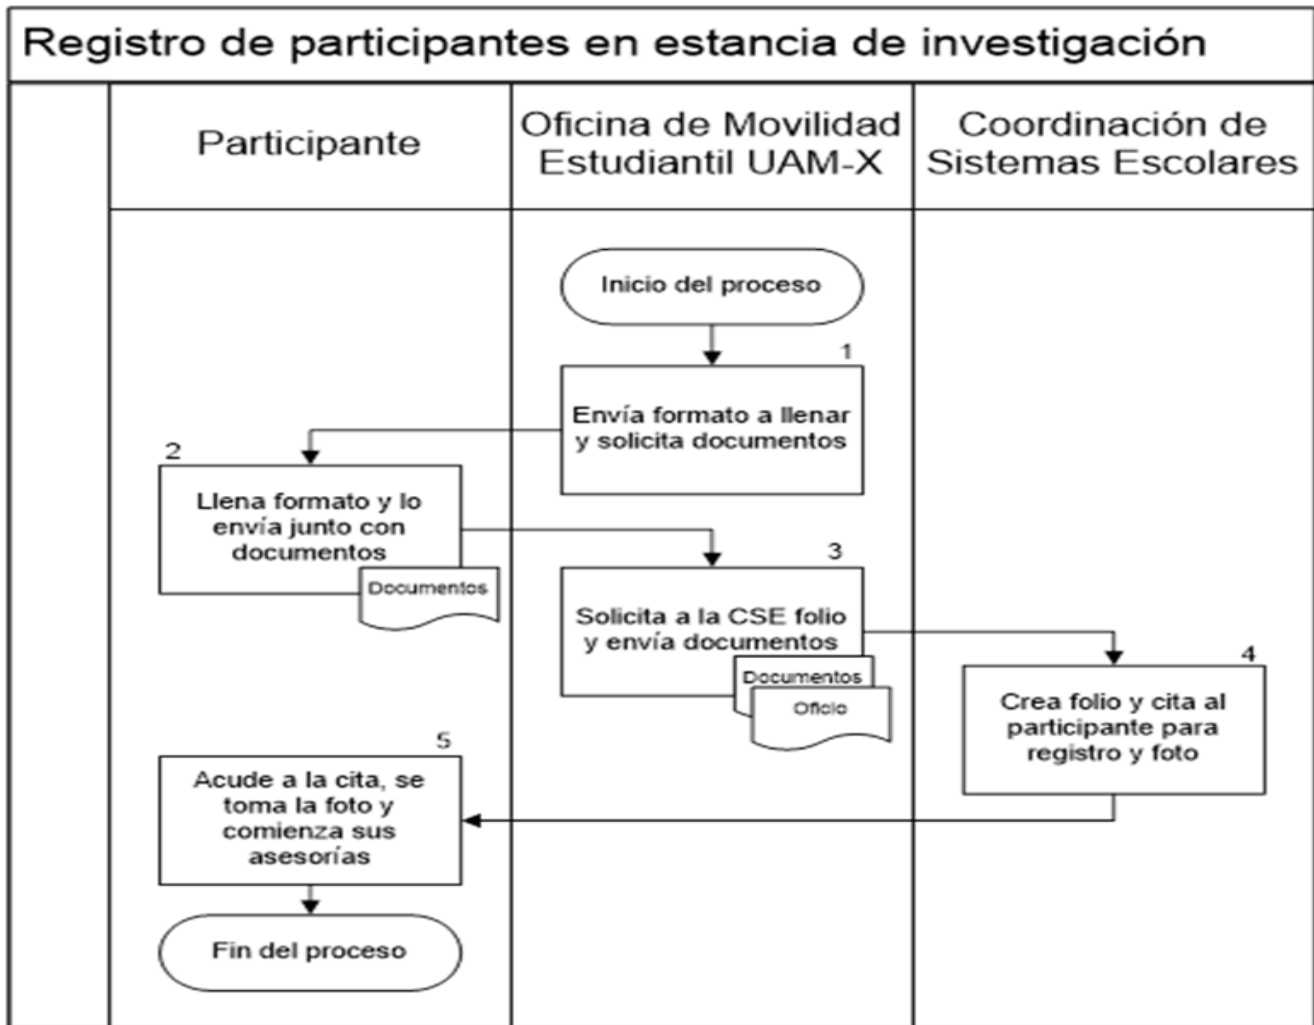 Registro de participantes en estancia de investigación
Participante
Oficina de Movilidad
Estudiantil UAM-X
Coordinación de
Sistemas Escolares
Inicio del proceso
1
Envía formato a llenar
y solicita documentos
2
Llena formato y lo
envía junto con
documentos
Documentos
3
Solicita a la CSE folio
y envía documentos
Documentos
Oficio
4
Crea folio y cita al
participante para
registro y foto
5
Acude a la cita, se
toma la foto y
comienza sus
asesorías
Fin del proceso